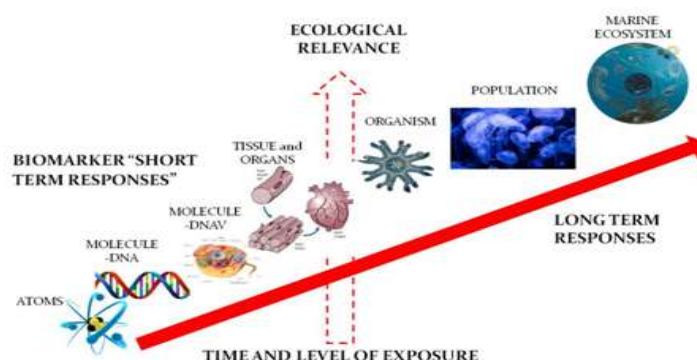 MARINE
ECOSYSTEM
ECOLOGICAL
RELEVANCE
POPULATION
ORGANISM
TISSUE and
ORGANS
BIOMARKER “SHORT
TERM RESPONSES”
MOLECULE
-DNAV
LONG TERM
RESPONSES
MOLECULE
-DNA
ATOMS
TIME AND LEVEL OF EXPOSURE